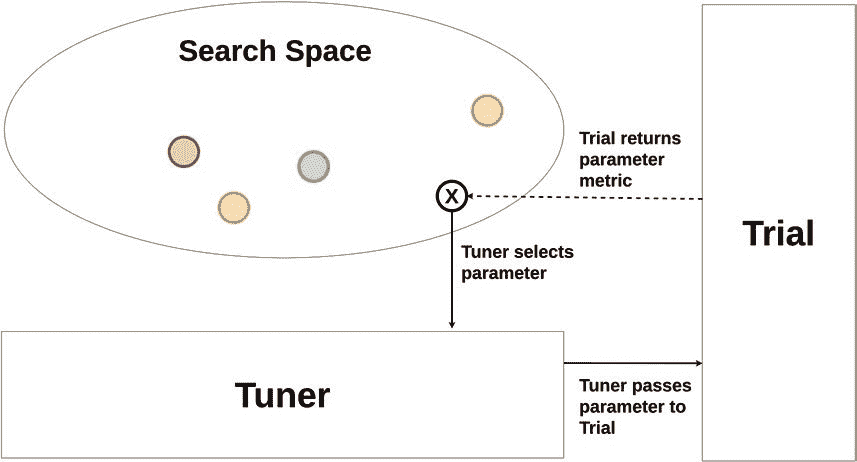 Search Space
Trial returns
parameter
metric
X
Trial
Tuner selects
parameter
Tuner
Tuner passes
parameter to
Trial